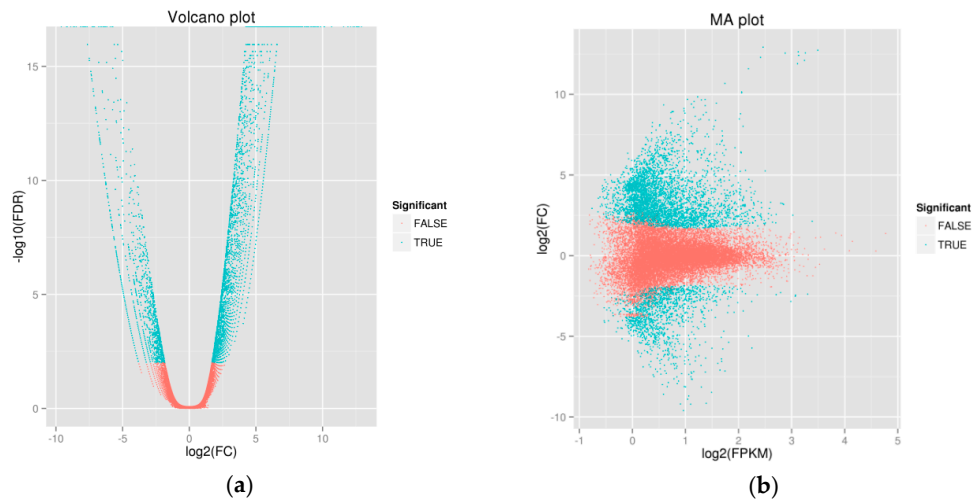 Volcano plot
15
10
5
0
-10
-5
0
5
10
-log10(FDR)
log2(FC)
Significant
FALSE
TRUE
(a)
MA plot
10
5
0
-5
-10
-1
0
1
2
3
4
5
log2(FC)
log2(FPKM)
Significant
FALSE
TRUE
(b)